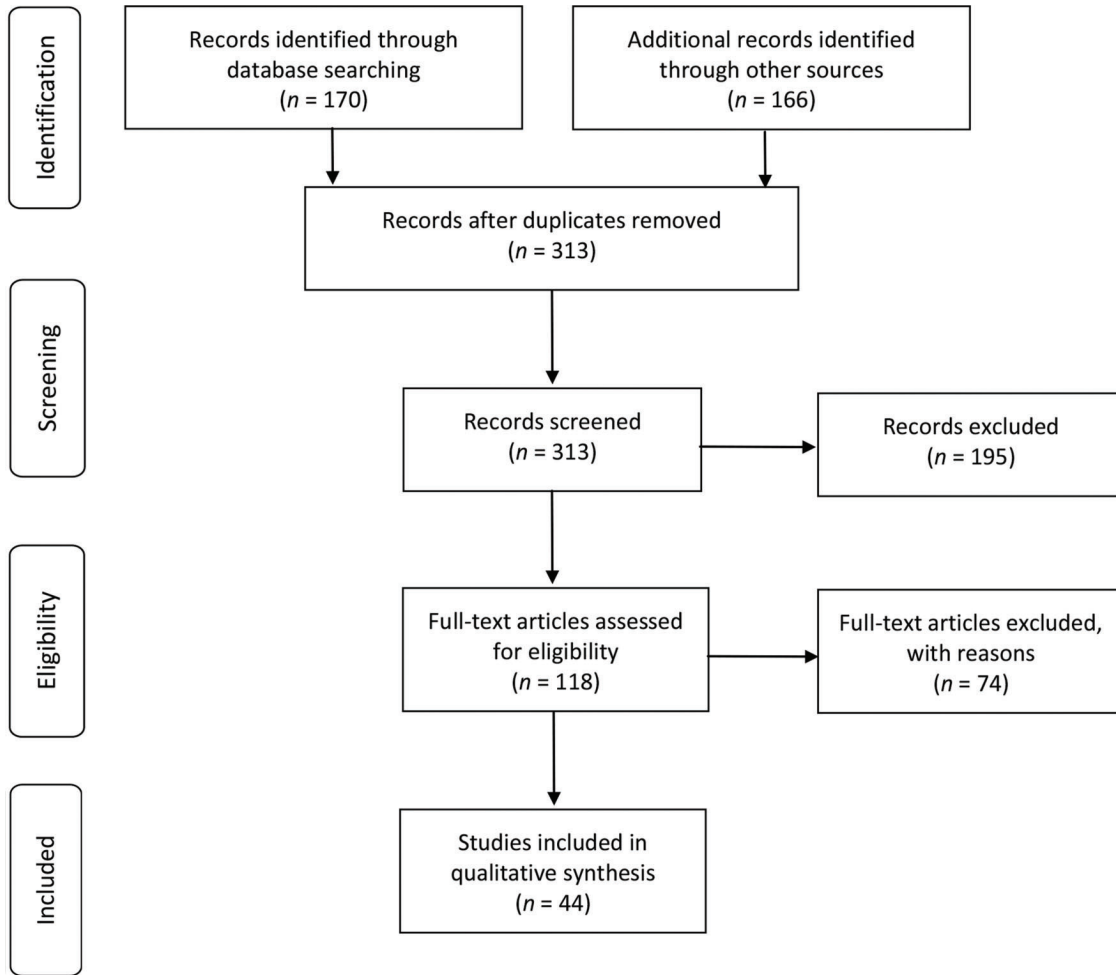 Identification
Records identified through
database searching
(n = 170)
Additional records identified
through other sources
(n = 166)
Records after duplicates removed
(n = 313)
Screening
Records screened
(n = 313)
Records excluded
(n = 195)
Eligibility
Full-text articles assessed
for eligibility
(n = 118)
Full-text articles excluded,
with reasons
(n = 74)
Included
Studies included in
qualitative synthesis
(n = 44)